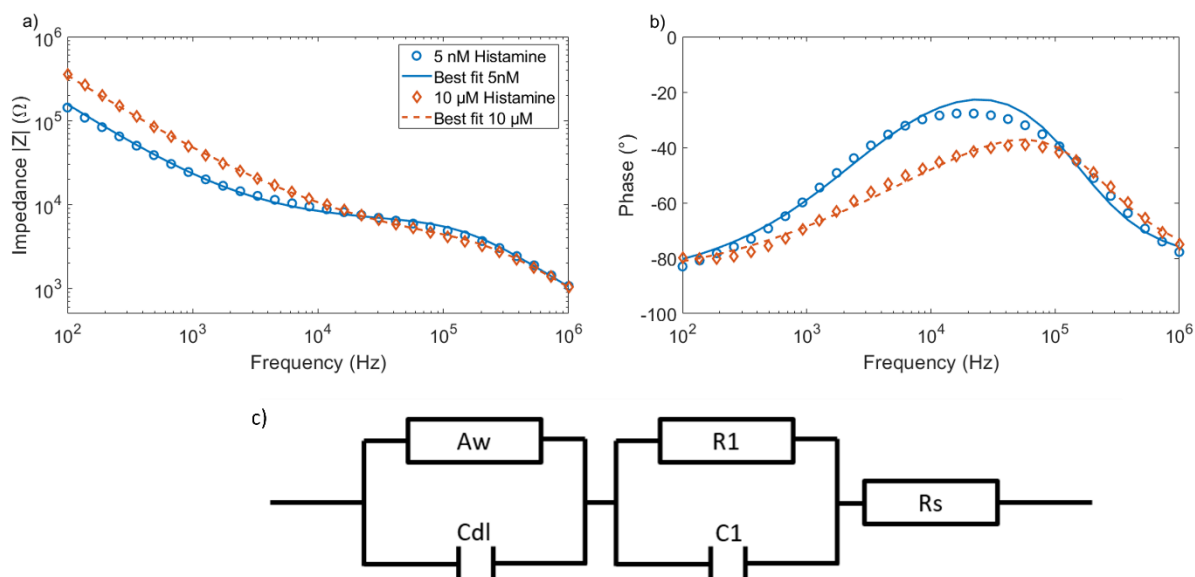 a)
10^6
10^5
10^4
10^3
10^2
10^3
10^4
10^5
10^6
Impedance |Z| (Ω)
Frequency (Hz)
5 nM Histamine
Best fit 5nM
10 µM Histamine
Best fit 10 µM
b)
0
-20
-40
-60
-80
-100
10^2
10^3
10^4
10^5
10^6
Phase (°)
Frequency (Hz)
c)
Aw
R1
Rs
Cdl
C1